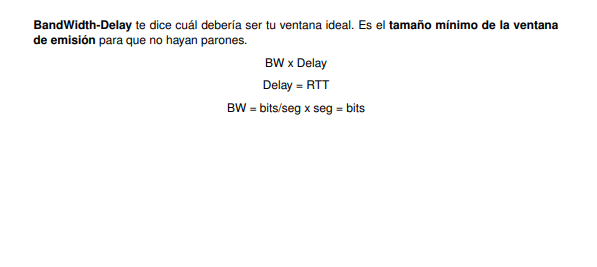 BandWidth-Delay te dice cuál debería ser tu ventana ideal. Es el tamaño mínimo de la ventana
de emisión para que no hayan parones.
BW x Delay
Delay = RTT
BW = bits/seg x seg = bits